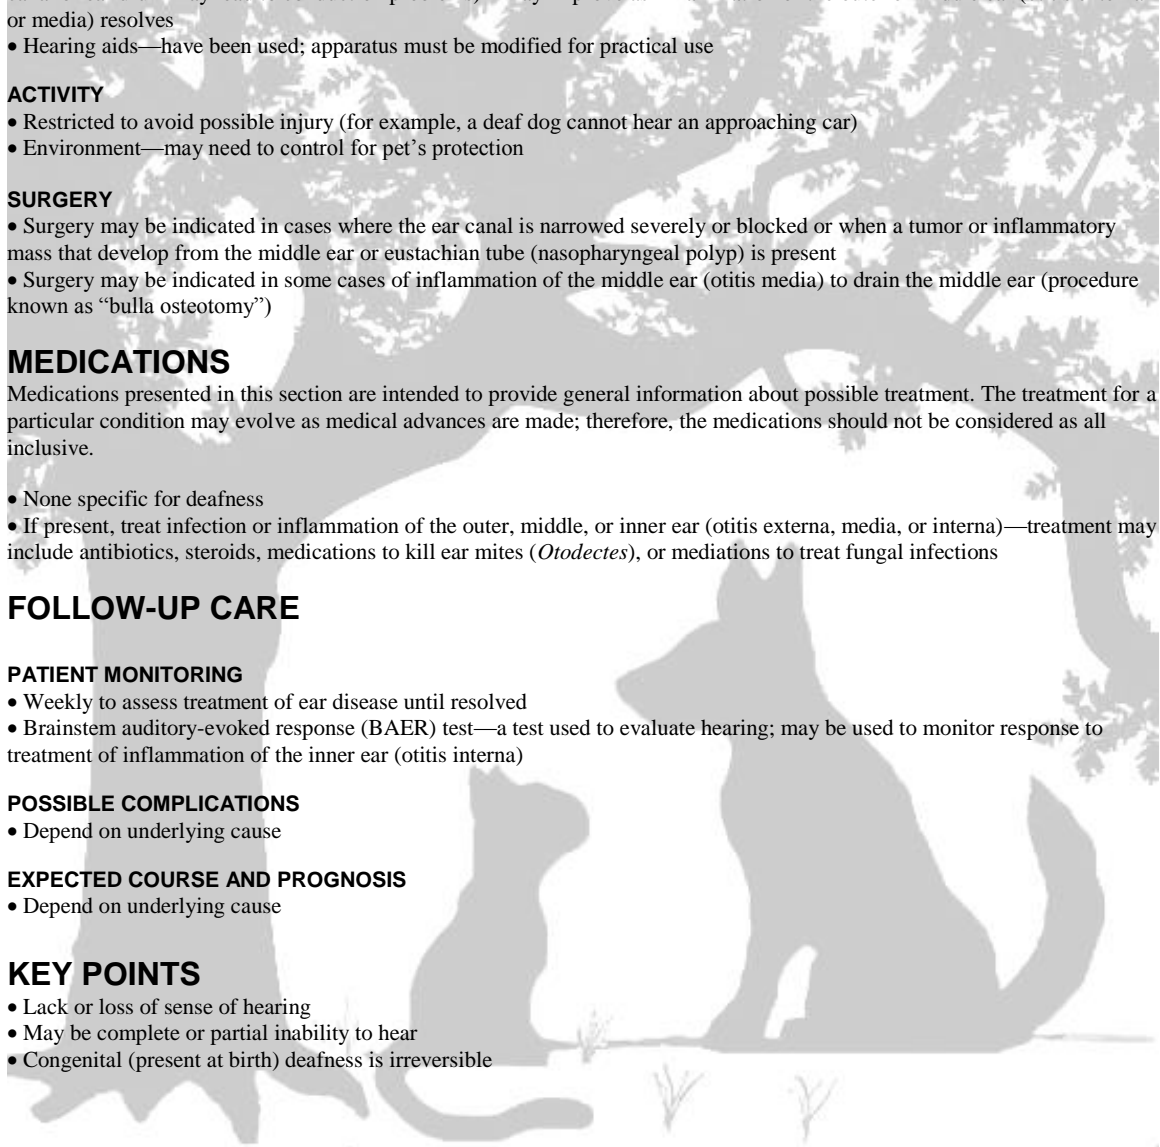 or media) resolves
• Hearing aids—have been used; apparatus must be modified for practical use
ACTIVITY
• Restricted to avoid possible injury (for example, a deaf dog cannot hear an approaching car)
• Environment—may need to control for pet’s protection
SURGERY
• Surgery may be indicated in cases where the ear canal is narrowed severely or blocked or when a tumor or inflammatory
mass that develop from the middle ear or eustachian tube (nasopharyngeal polyp) is present
• Surgery may be indicated in some cases of inflammation of the middle ear (otitis media) to drain the middle ear (procedure
known as “bulla osteotomy”)
MEDICATIONS
Medications presented in this section are intended to provide general information about possible treatment. The treatment for a
particular condition may evolve as medical advances are made; therefore, the medications should not be considered as all
inclusive.
• None specific for deafness
• If present, treat infection or inflammation of the outer, middle, or inner ear (otitis externa, media, or interna)—treatment may
include antibiotics, steroids, medications to kill ear mites (Otodectes), or mediations to treat fungal infections
FOLLOW-UP CARE
PATIENT MONITORING
• Weekly to assess treatment of ear disease until resolved
• Brainstem auditory-evoked response (BAER) test—a test used to evaluate hearing; may be used to monitor response to
treatment of inflammation of the inner ear (otitis interna)
POSSIBLE COMPLICATIONS
• Depend on underlying cause
EXPECTED COURSE AND PROGNOSIS
• Depend on underlying cause
KEY POINTS
• Lack or loss of sense of hearing
• May be complete or partial inability to hear
• Congenital (present at birth) deafness is irreversible